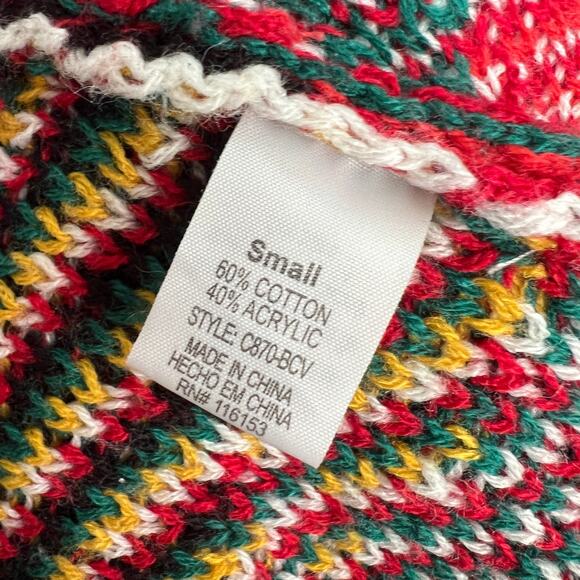 Small
60% COTTON
40% ACRYLIC
STYLE: C870-BCV
MADE IN CHINA
HECHO EM CHINA
RN# 116153